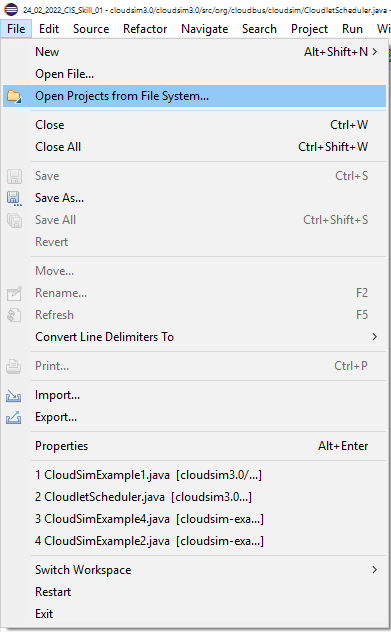 24_02_2022_CIS_Skill_01 - cloudsim3.0/cloudsim3.0/src/org/cloudbus/cloudsim/CloudletScheduler.java -
File Edit Source Refactor Navigate Search Project Run Wi
New Alt+Shift+N >
Open File...
Open Projects from File System...
Close Ctrl+W
Close All Ctrl+Shift+W
Save Ctrl+S
Save As...
Save All Ctrl+Shift+S
Revert
Move...
Rename... F2
Refresh F5
Convert Line Delimiters To >
Print... Ctrl+P
Import...
Export...
Properties Alt+Enter
1 CloudSimExample1.java [cloudsim3.0/...]
2 CloudletScheduler.java [cloudsim3.0...]
3 CloudSimExample4.java [cloudsim-exa...]
4 CloudSimExample2.java [cloudsim-exa...]
Switch Workspace >
Restart
Exit